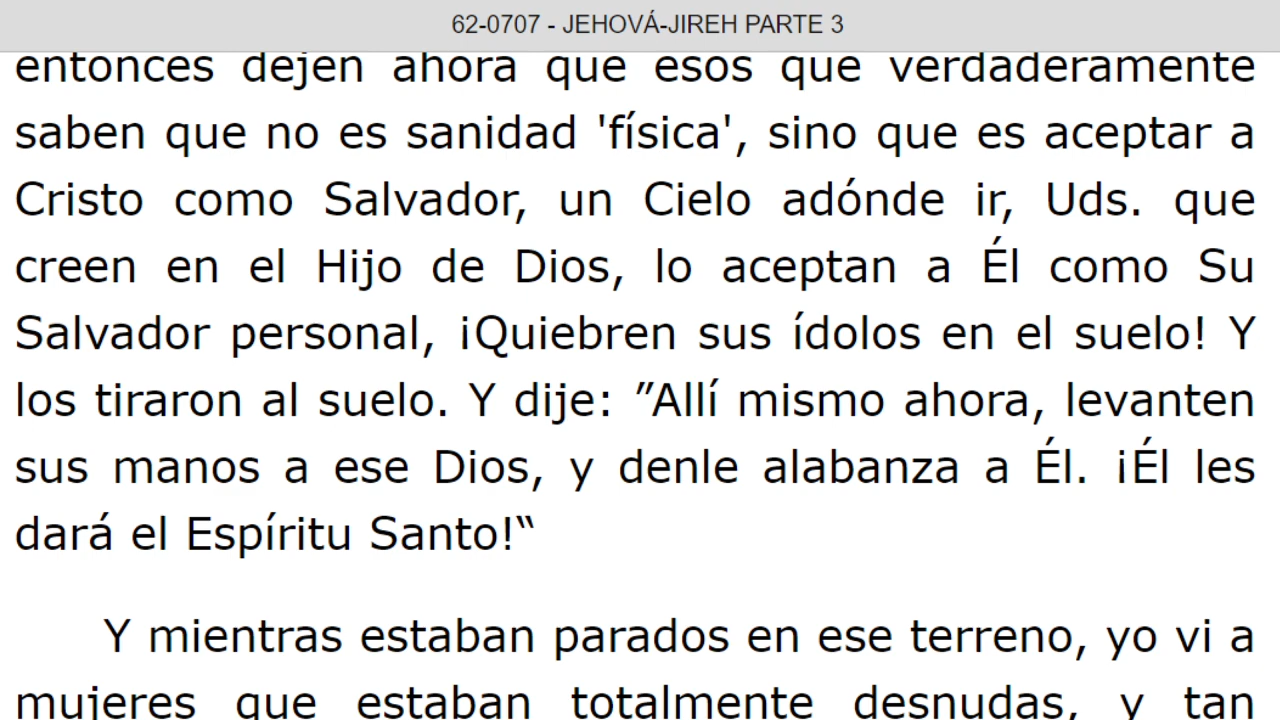 62-0707 - JEHOVÁ-JIREH PARTE 3
entonces dejen ahora que esos que verdaderamente
saben que no es sanidad 'física', sino que es aceptar a
Cristo como Salvador, un Cielo adónde ir, Uds. que
creen en el Hijo de Dios, lo aceptan a Él como Su
Salvador personal, ¡Quiebren sus ídolos en el suelo! Y
los tiraron al suelo. Y dije: ”Allí mismo ahora, levanten
sus manos a ese Dios, y denle alabanza a Él. ¡Él les
dará el Espíritu Santo!“
Y mientras estaban parados en ese terreno, yo vi a
mujeres que estaban totalmente desnudas, y tan